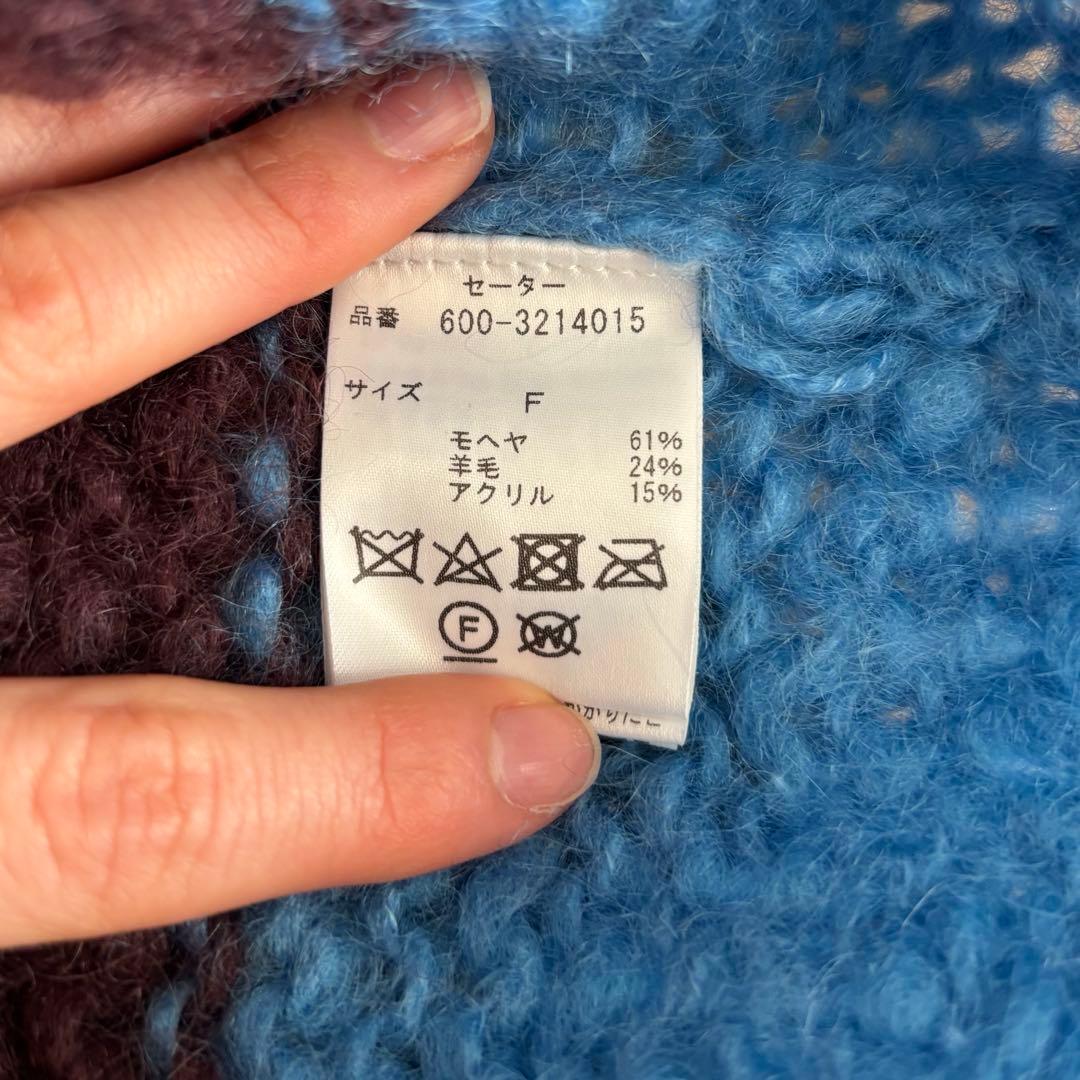 セーター
品番 600-3214015
サイズ F
モヘヤ 61%
羊毛 24%
アクリル 15%
F
W